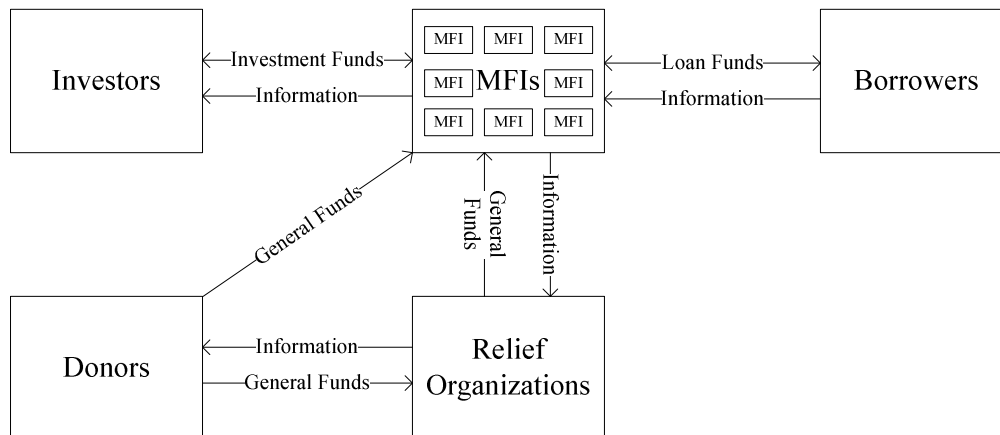 MFI MFI MFI
Investors
Investment Funds
Information
MFI MFIs MFI
MFI MFI MFI
Loan Funds
Information
Borrowers
General Funds
General
Funds
Information
Donors
Information
General Funds
Relief
Organizations